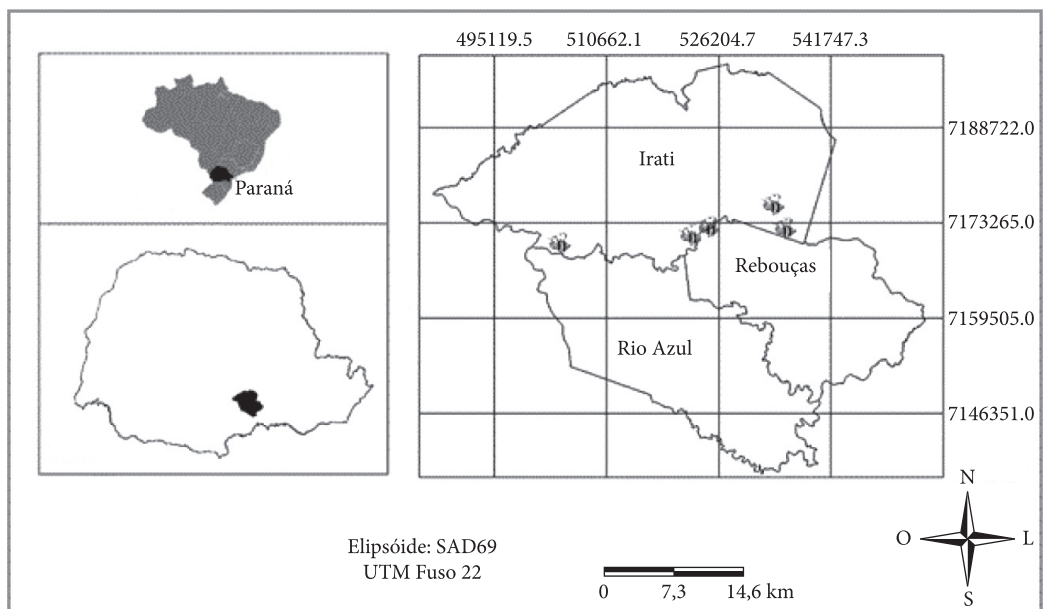 495119.5 510662.1 526204.7 541747.3
7188722.0
Irati
Paraná
7173265.0
Rebouças
7159505.0
Rio Azul
7146351.0
N
O L
S
Elipsóide: SAD69
UTM Fuso 22
0 7,3 14,6 km